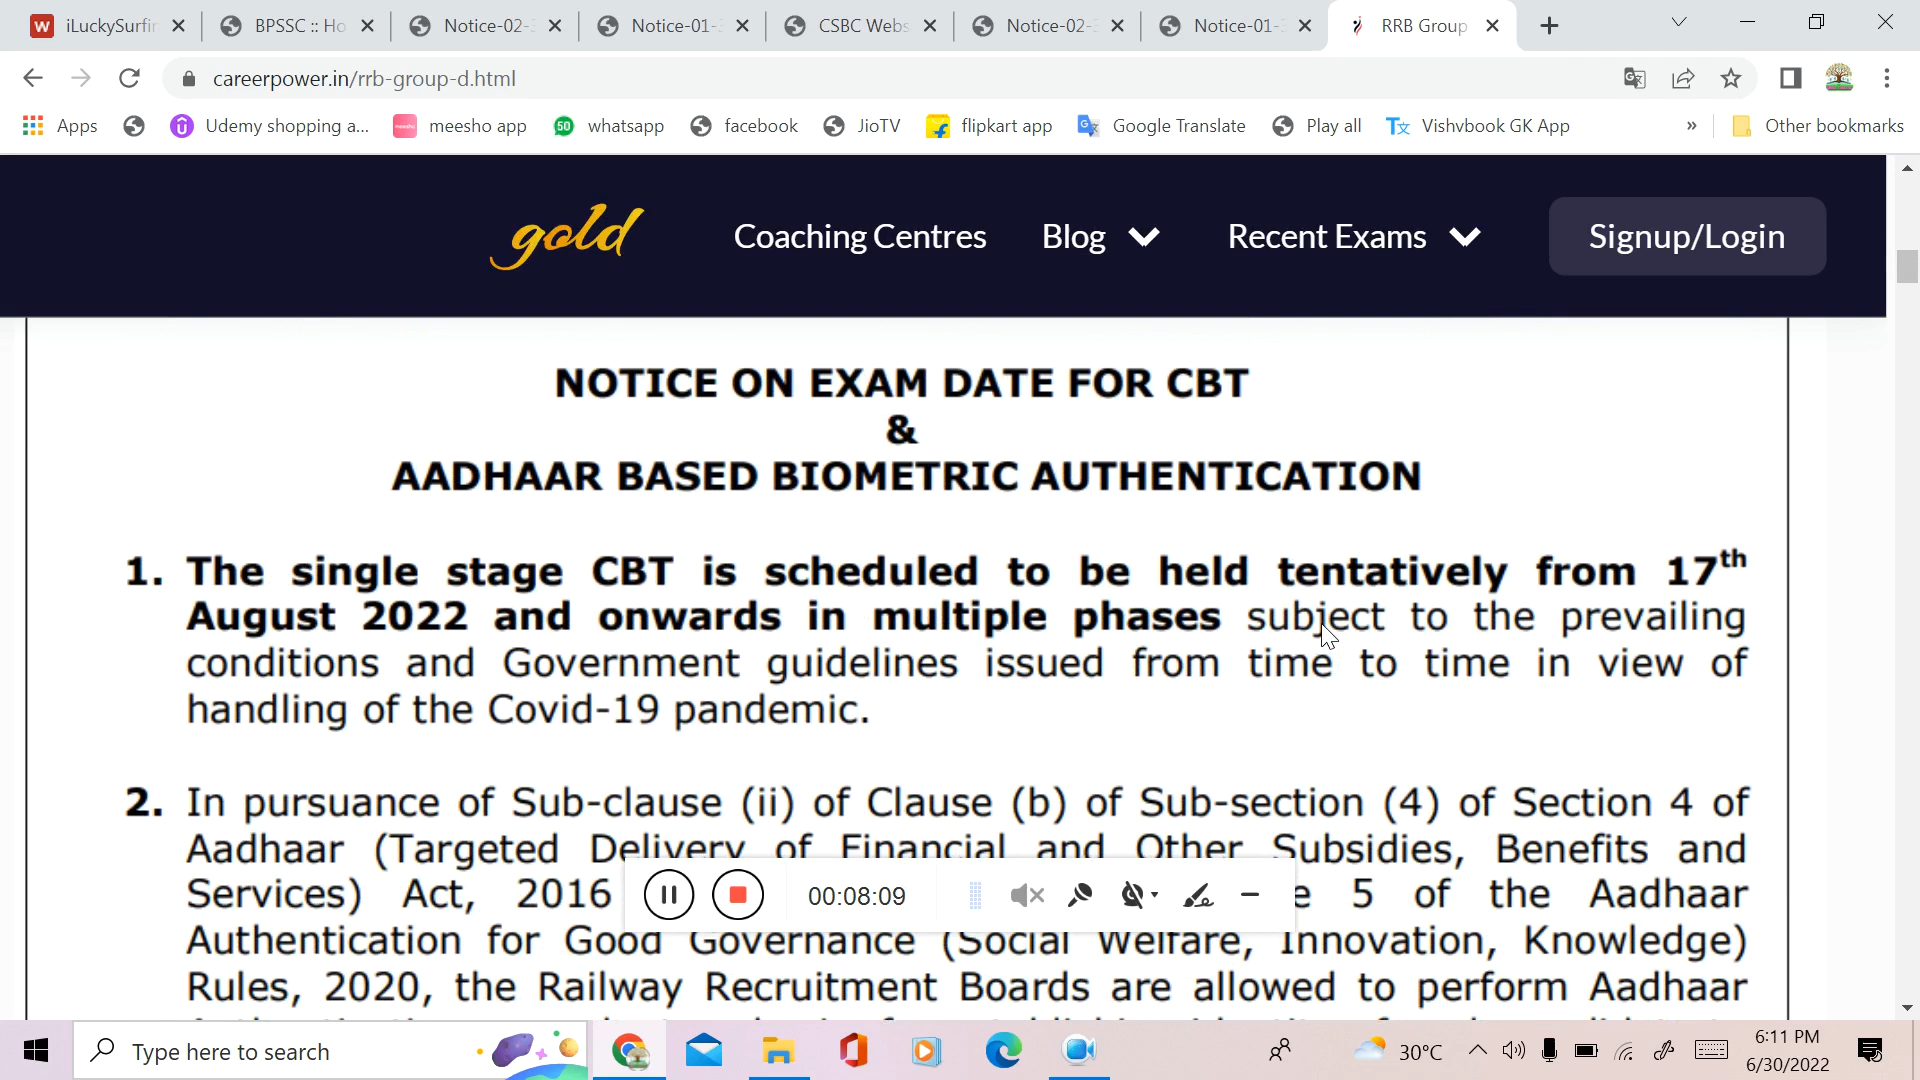 iLuckySurfin
BPSSC :: Ho
Notice-02-
Notice-01-
CSBC Webs
Notice-02-
Notice-01-
RRB Group
careerpower.in/rrb-group-d.html
Apps
Udemy shopping a...
meesho app
whatsapp
facebook
JioTV
flipkart app
Google Translate
Play all
Vishvbook GK App
»
Other bookmarks
gold
Coaching Centres
Blog
Recent Exams
Signup/Login
NOTICE ON EXAM DATE FOR CBT
&
AADHAAR BASED BIOMETRIC AUTHENTICATION
1. The single stage CBT is scheduled to be held tentatively from 17th
August 2022 and onwards in multiple phases subject to the prevailing
conditions and Government guidelines issued from time to time in view of
handling of the Covid-19 pandemic.
2. In pursuance of Sub-clause (ii) of Clause (b) of Sub-section (4) of Section 4 of
Aadhaar (Targeted Delivery of Financial and Other Subsidies, Benefits and
Services) Act, 2016 e 5 of the Aadhaar
00:08:09
Authentication for Good Governance (Social Welfare, Innovation, Knowledge)
Rules, 2020, the Railway Recruitment Boards are allowed to perform Aadhaar
Type here to search
30°C
6:11 PM
6/30/2022